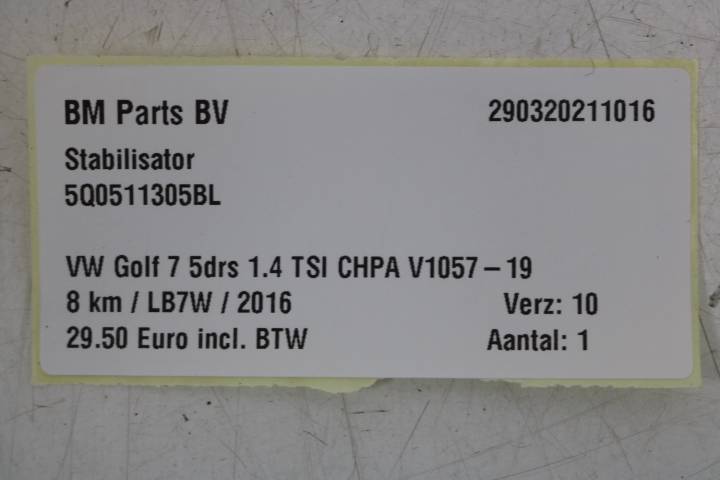 BM Parts BV 290320211016
Stabilisator
5Q0511305BL
VW Golf 7 5drs 1.4 TSI CHPA V1057 – 19
8 km / LB7W / 2016 Verz: 10
29.50 Euro incl. BTW Aantal: 1